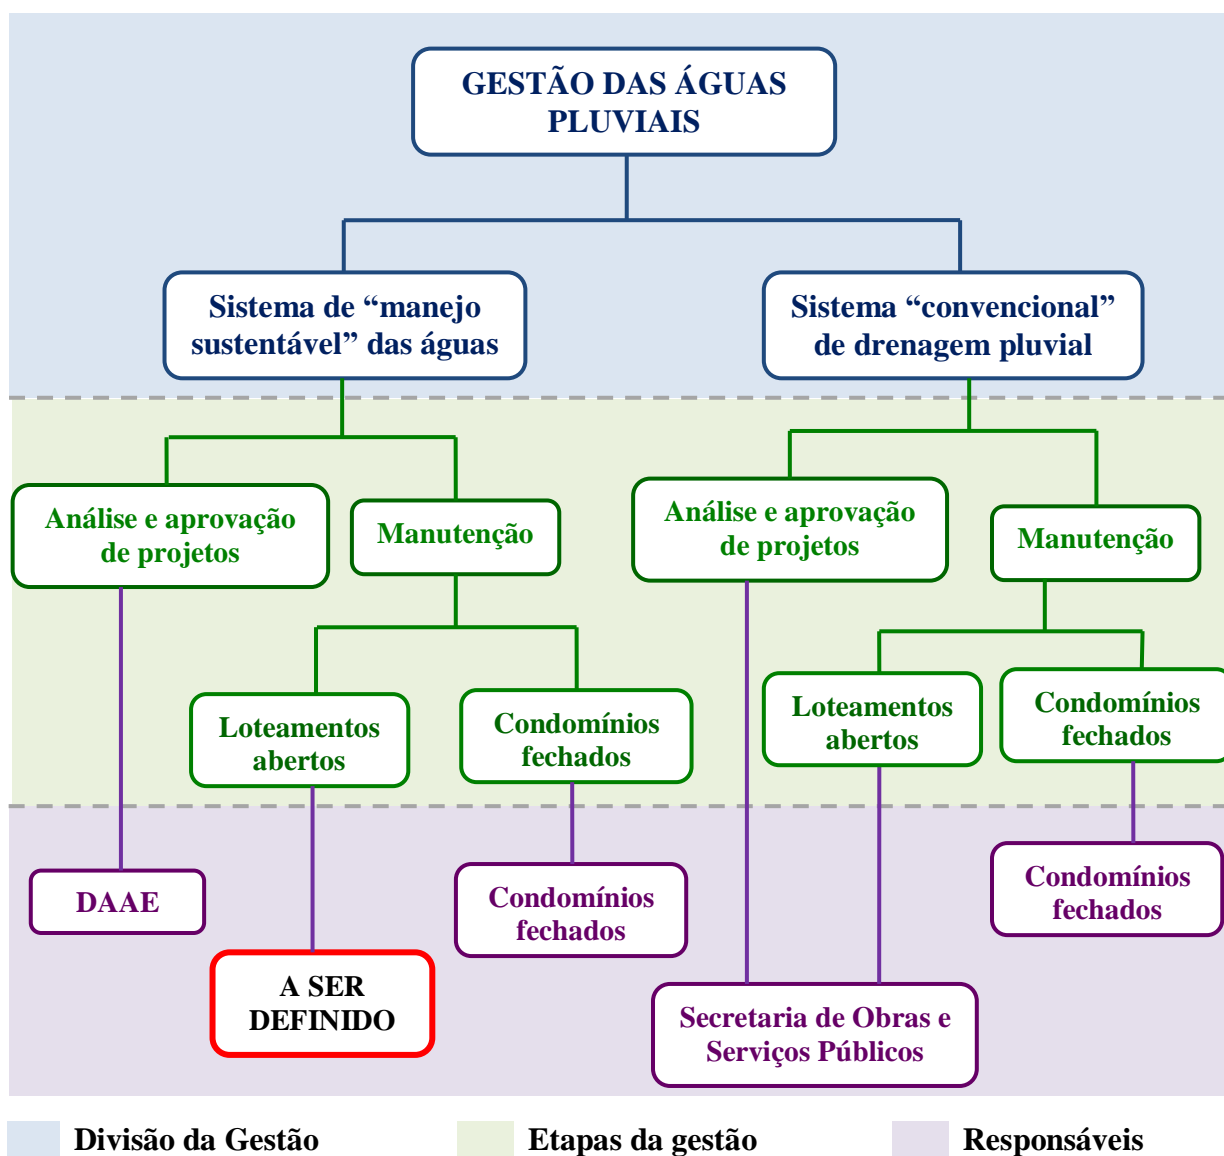 GESTÃO DAS ÁGUAS
PLUVIAIS
Sistema de “manejo
sustentável” das águas
Sistema “convencional”
de drenagem pluvial
Análise e aprovação
de projetos
Manutenção
Análise e aprovação
de projetos
Manutenção
Loteamentos
abertos
Condomínios
fechados
Loteamentos
abertos
Condomínios
fechados
DAAE
A SER
DEFINIDO
Condomínios
fechados
Secretaria de Obras e
Serviços Públicos
Condomínios
fechados
Divisão da Gestão
Etapas da gestão
Responsáveis